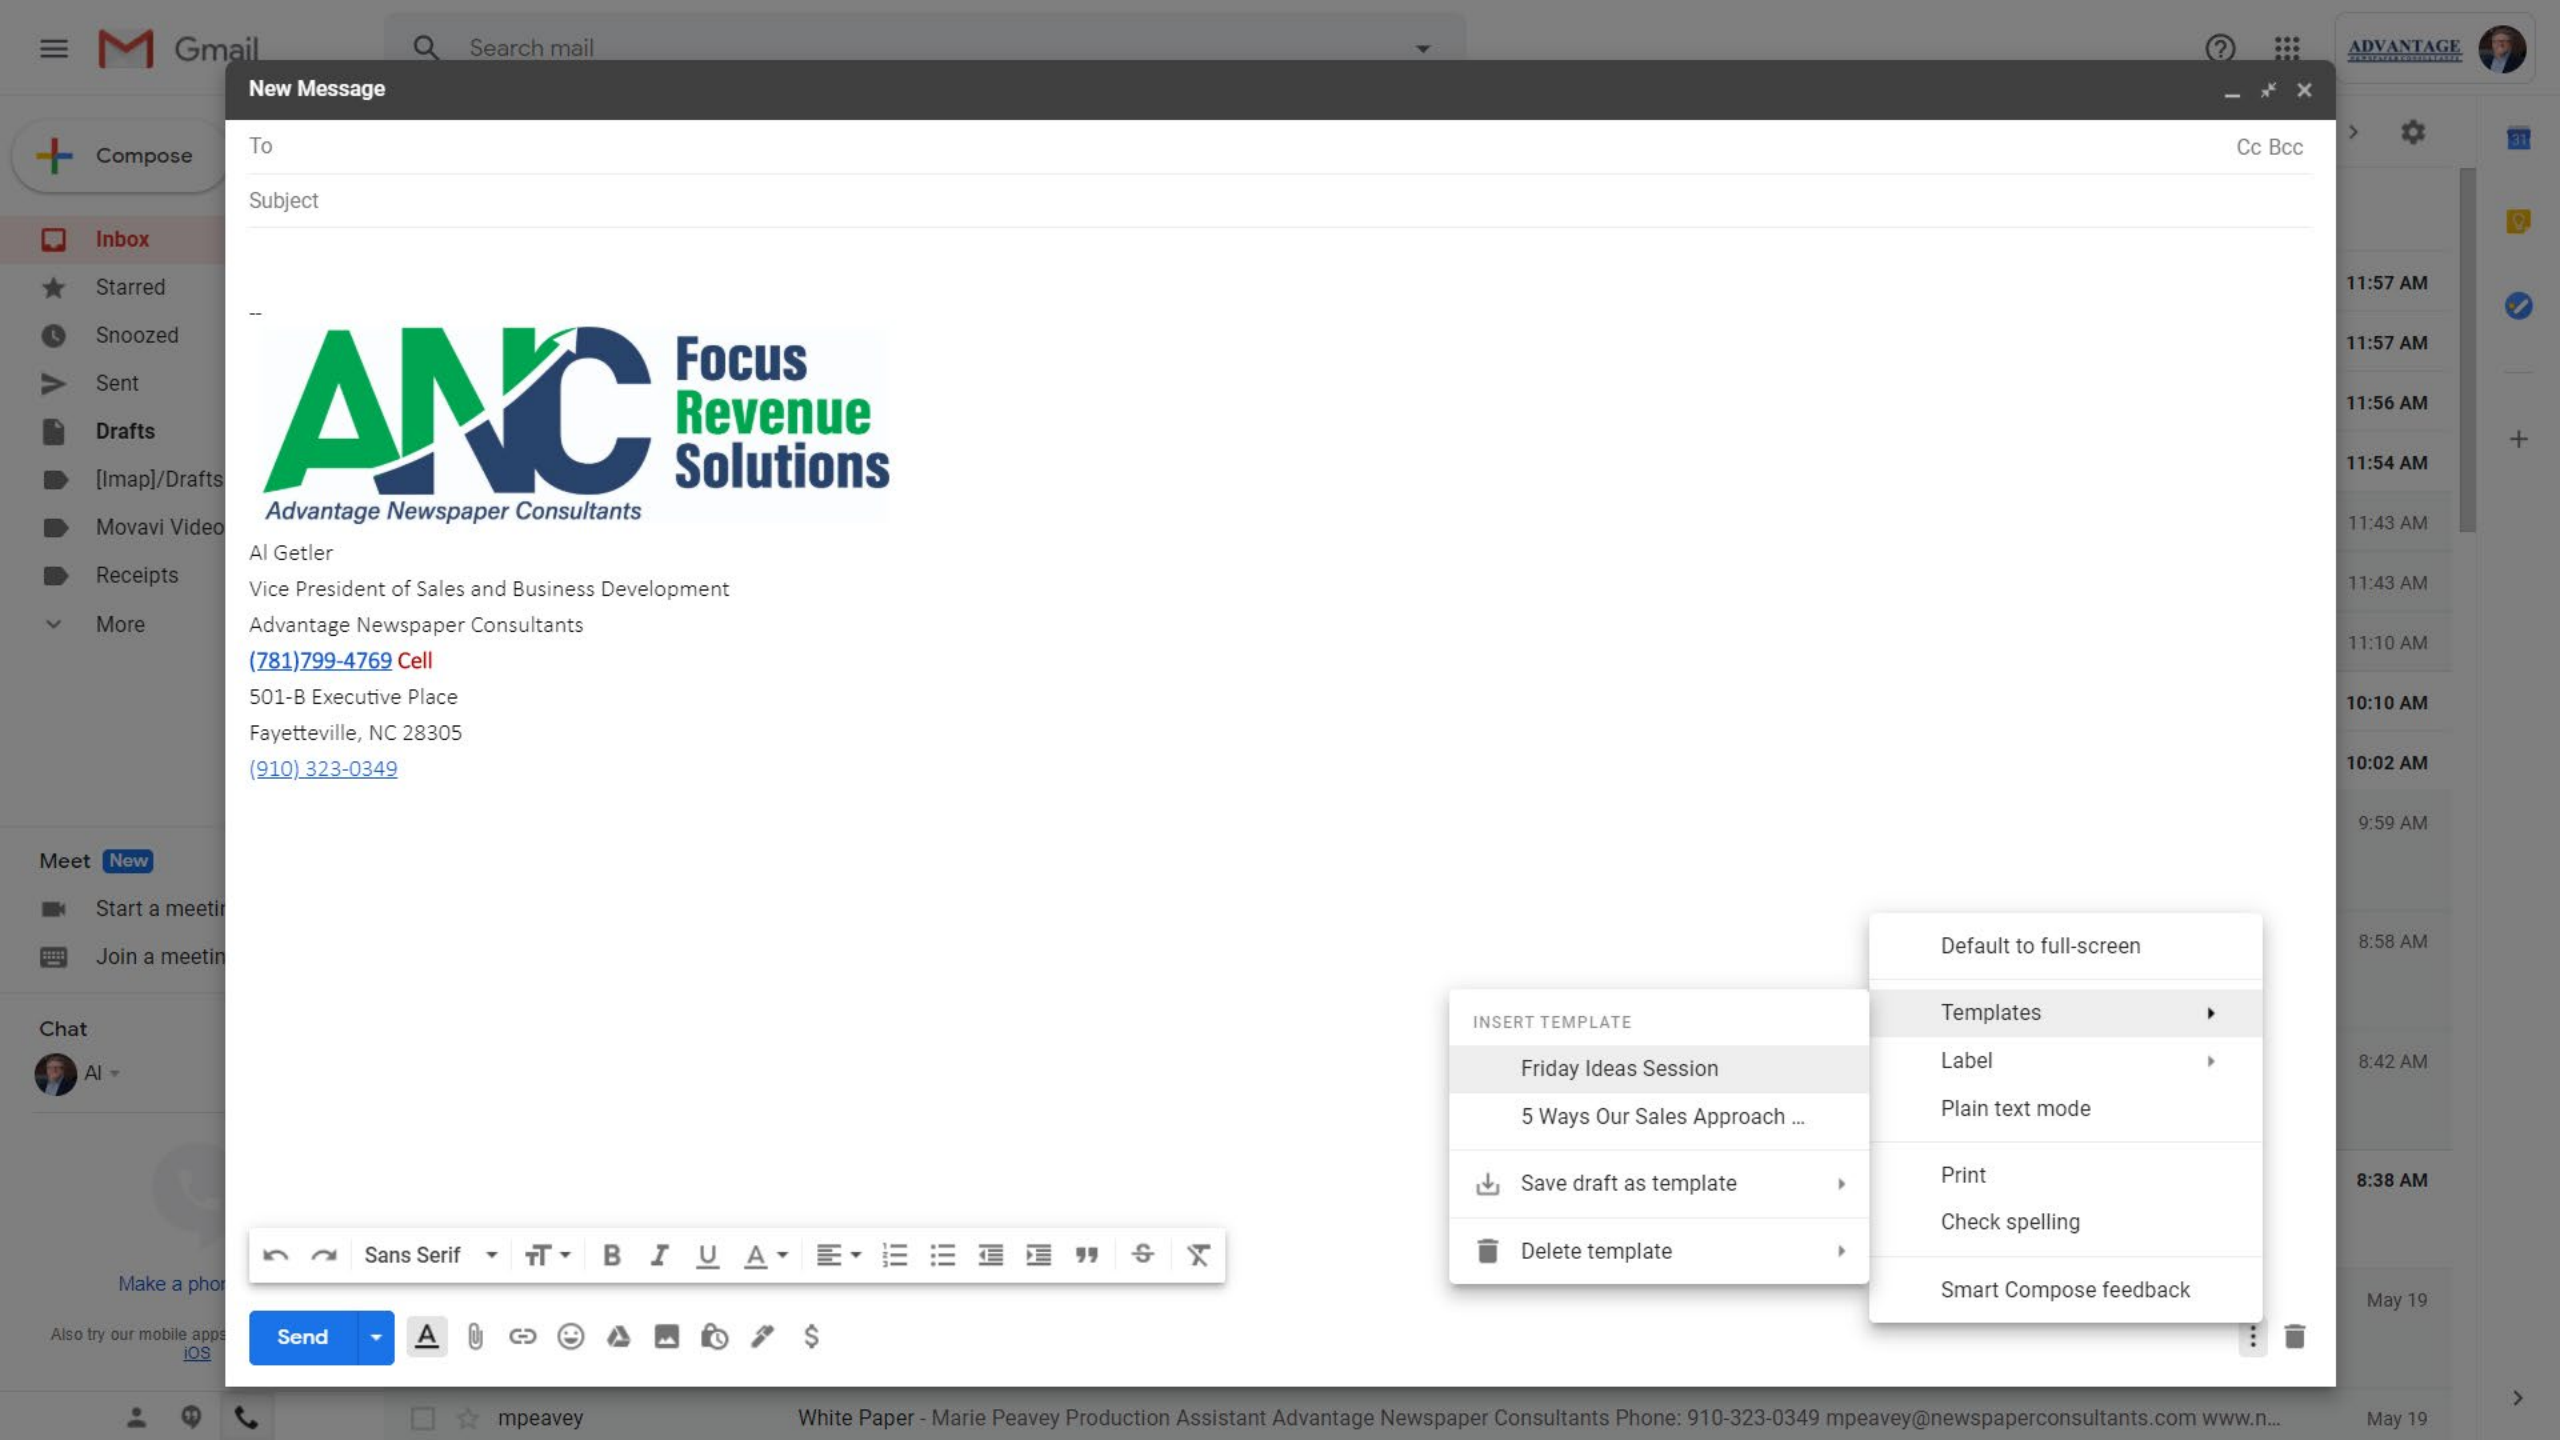 Gmail
Search mail
ADVANTAGE
New Message
Compose
To
Cc Bcc
Subject
Inbox
Starred
Snoozed
Sent
Drafts
[Imap]/Drafts
Movavi Video
Receipts
More
--
ANC
Focus
Revenue
Solutions
Advantage Newspaper Consultants
Al Getler
Vice President of Sales and Business Development
Advantage Newspaper Consultants
(781)799-4769 Cell
501-B Executive Place
Fayetteville, NC 28305
(910) 323-0349
31
11:57 AM
11:57 AM
11:56 AM
11:54 AM
11:43 AM
11:43 AM
11:10 AM
10:10 AM
10:02 AM
9:59 AM
8:58 AM
8:42 AM
8:38 AM
May 19
Meet New
Start a meetin
Join a meetin
Chat
Al
Make a phon
Also try our mobile apps
iOS
Default to full-screen
Templates
Label
Plain text mode
Print
Check spelling
Smart Compose feedback
INSERT TEMPLATE
Friday Ideas Session
5 Ways Our Sales Approach ...
Save draft as template
Delete template
Sans Serif
Send
mpeavey White Paper - Marie Peavey Production Assistant Advantage Newspaper Consultants Phone: 910-323-0349 mpeavey@newspaperconsultants.com www.n... May 19